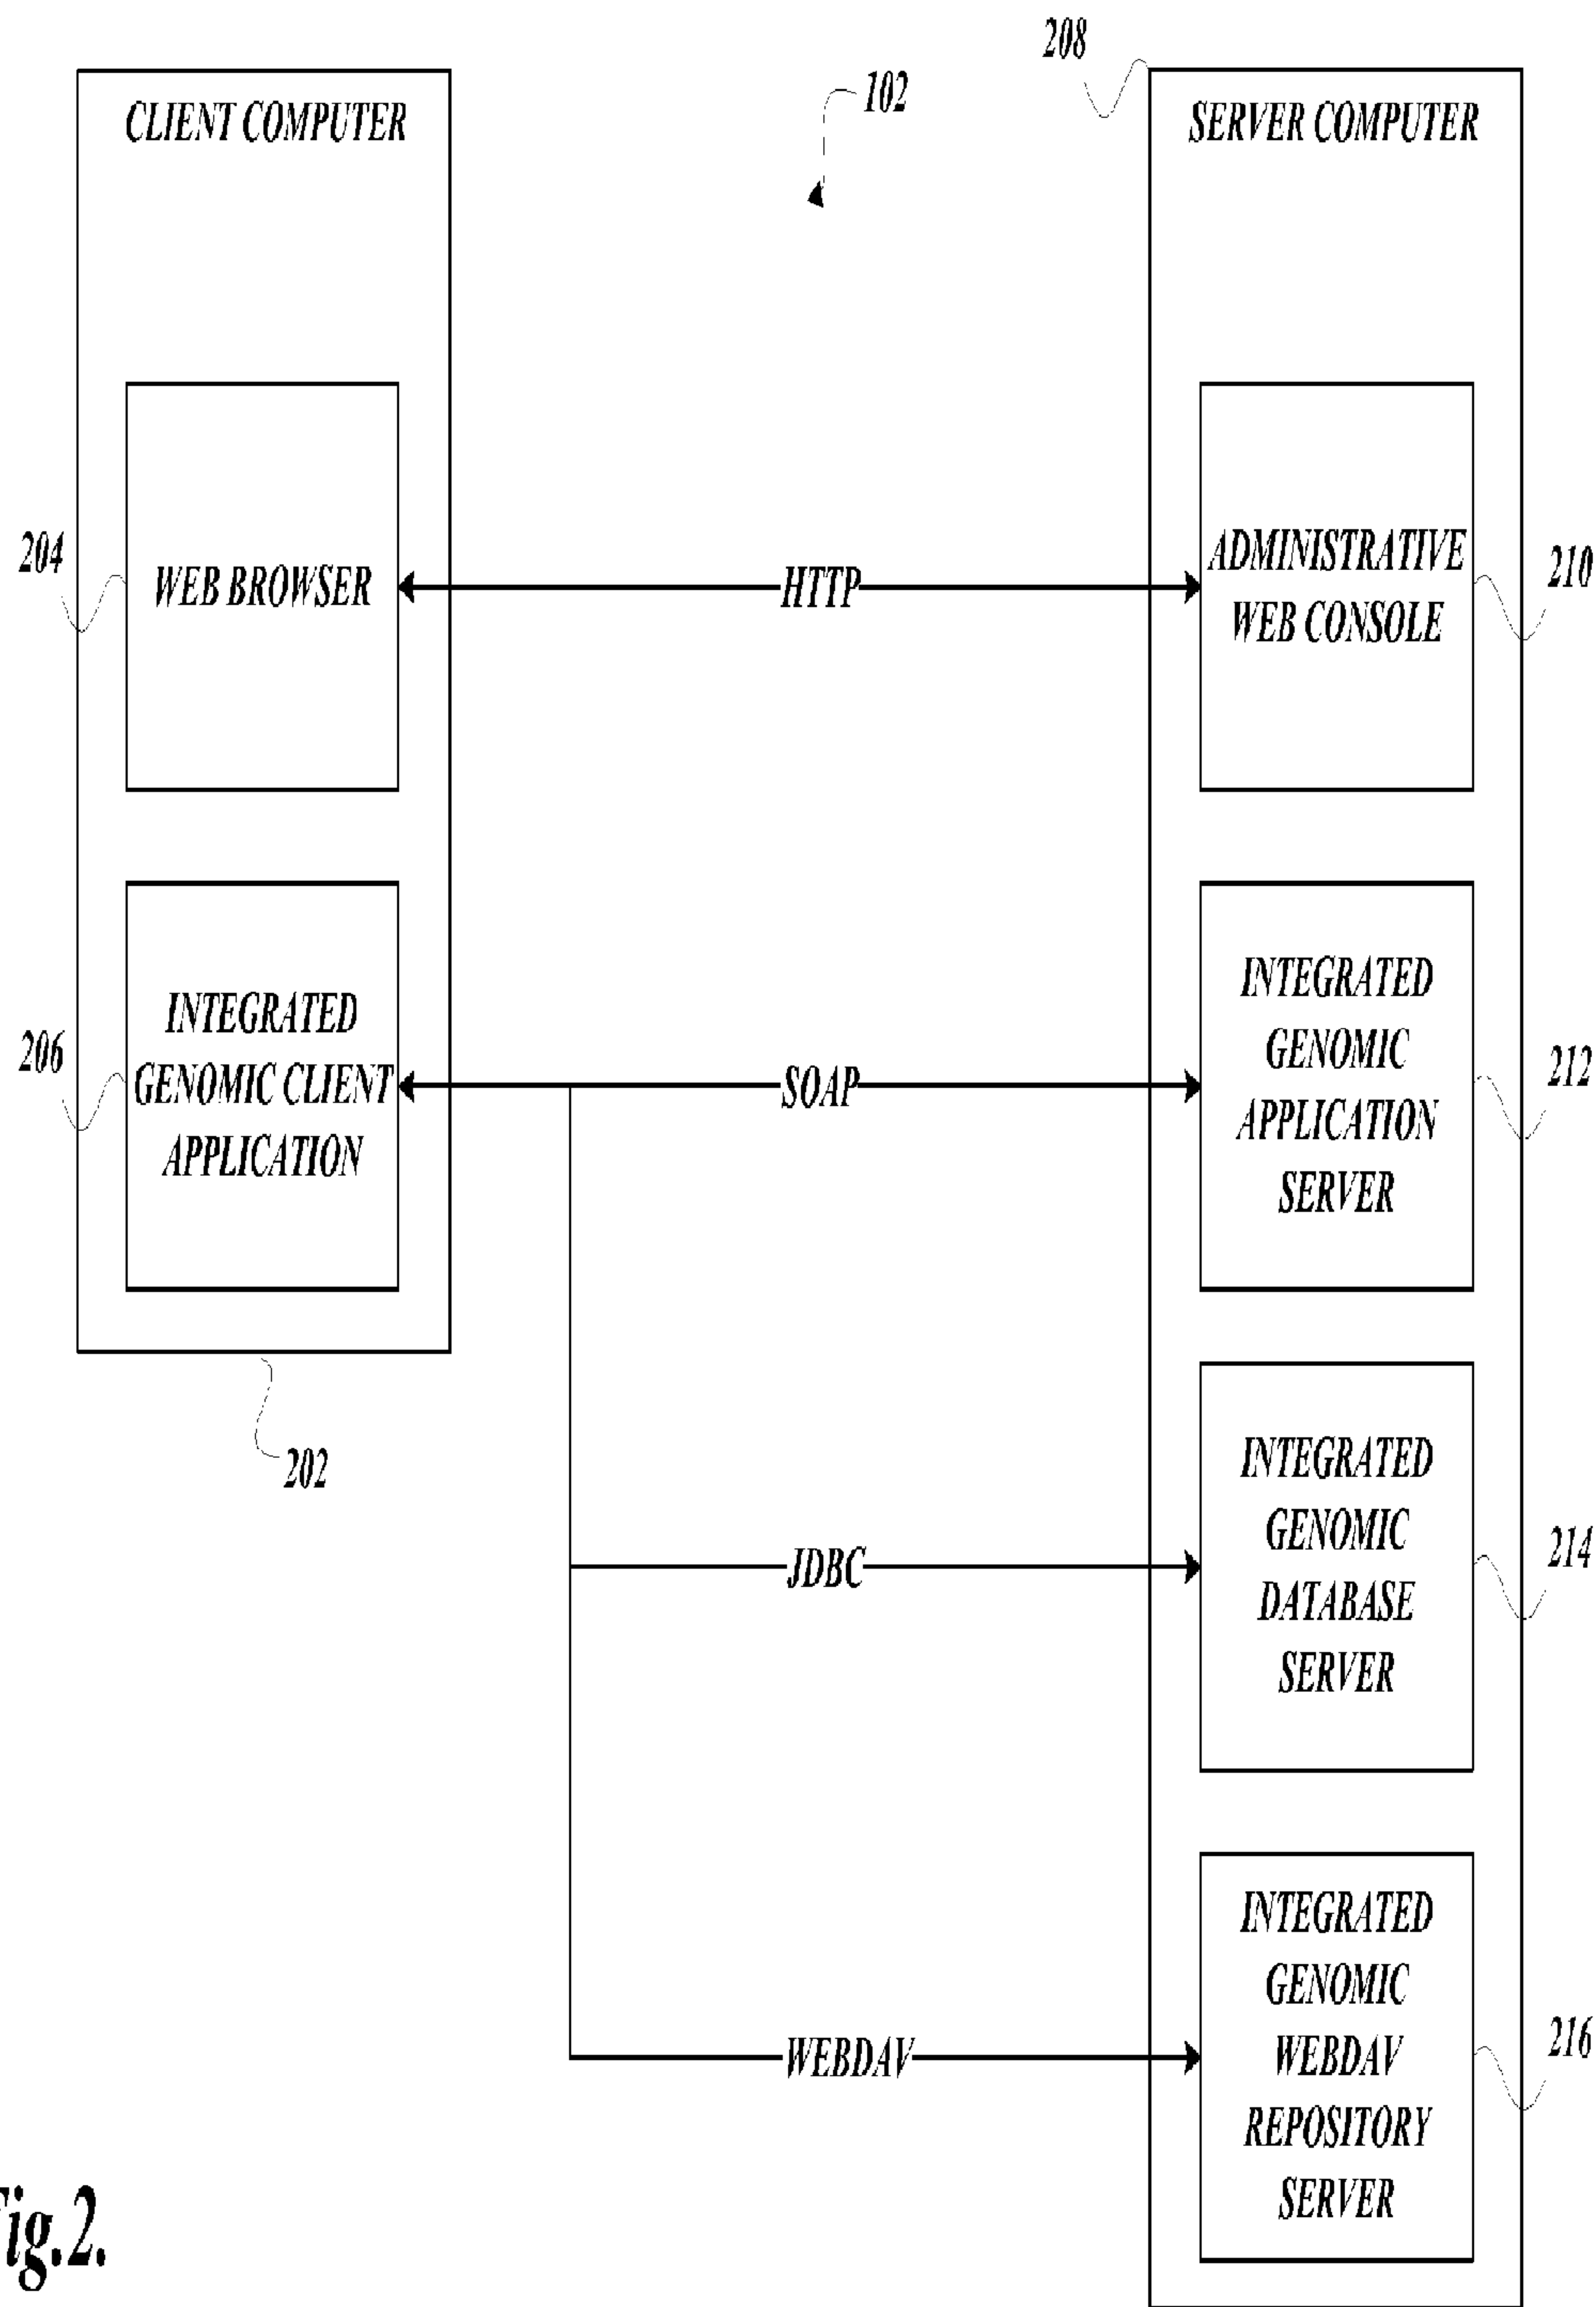 208
102
CLIENT COMPUTER
SERVER COMPUTER
204
WEB BROWSER
HTTP
ADMINISTRATIVE
WEB CONSOLE
210
206
INTEGRATED
GENOMIC CLIENT
APPLICATION
SOAP
INTEGRATED
GENOMIC
APPLICATION
SERVER
212
202
JDBC
INTEGRATED
GENOMIC
DATABASE
SERVER
214
WEBDAV
INTEGRATED
GENOMIC
WEBDAV
REPOSITORY
SERVER
216
Fig.2.